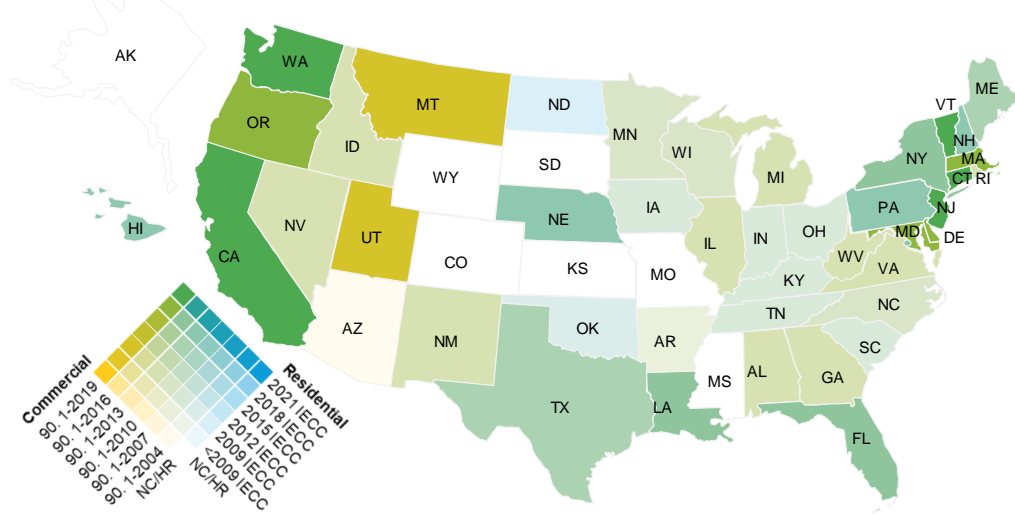 AK
WA
MT
ND
MN
VT
ME
OR
ID
SD
WI
MI
NY
NH
MA
CT
RI
WY
NE
IA
PA
NJ
HI
NV
UT
CO
KS
MO
IL
IN
OH
WV
MD
DE
CA
KY
VA
AZ
NM
OK
AR
TN
NC
SC
TX
LA
MS
AL
GA
FL
Commercial
90. 1-2019
90. 1-2016
90. 1-2013
90. 1-2010
90. 1-2007
90. 1-2004
NC/HR
Residential
2021 IECC
2018 IECC
2015 IECC
2012 IECC
2009 IECC
<2009 IECC
NC/HR